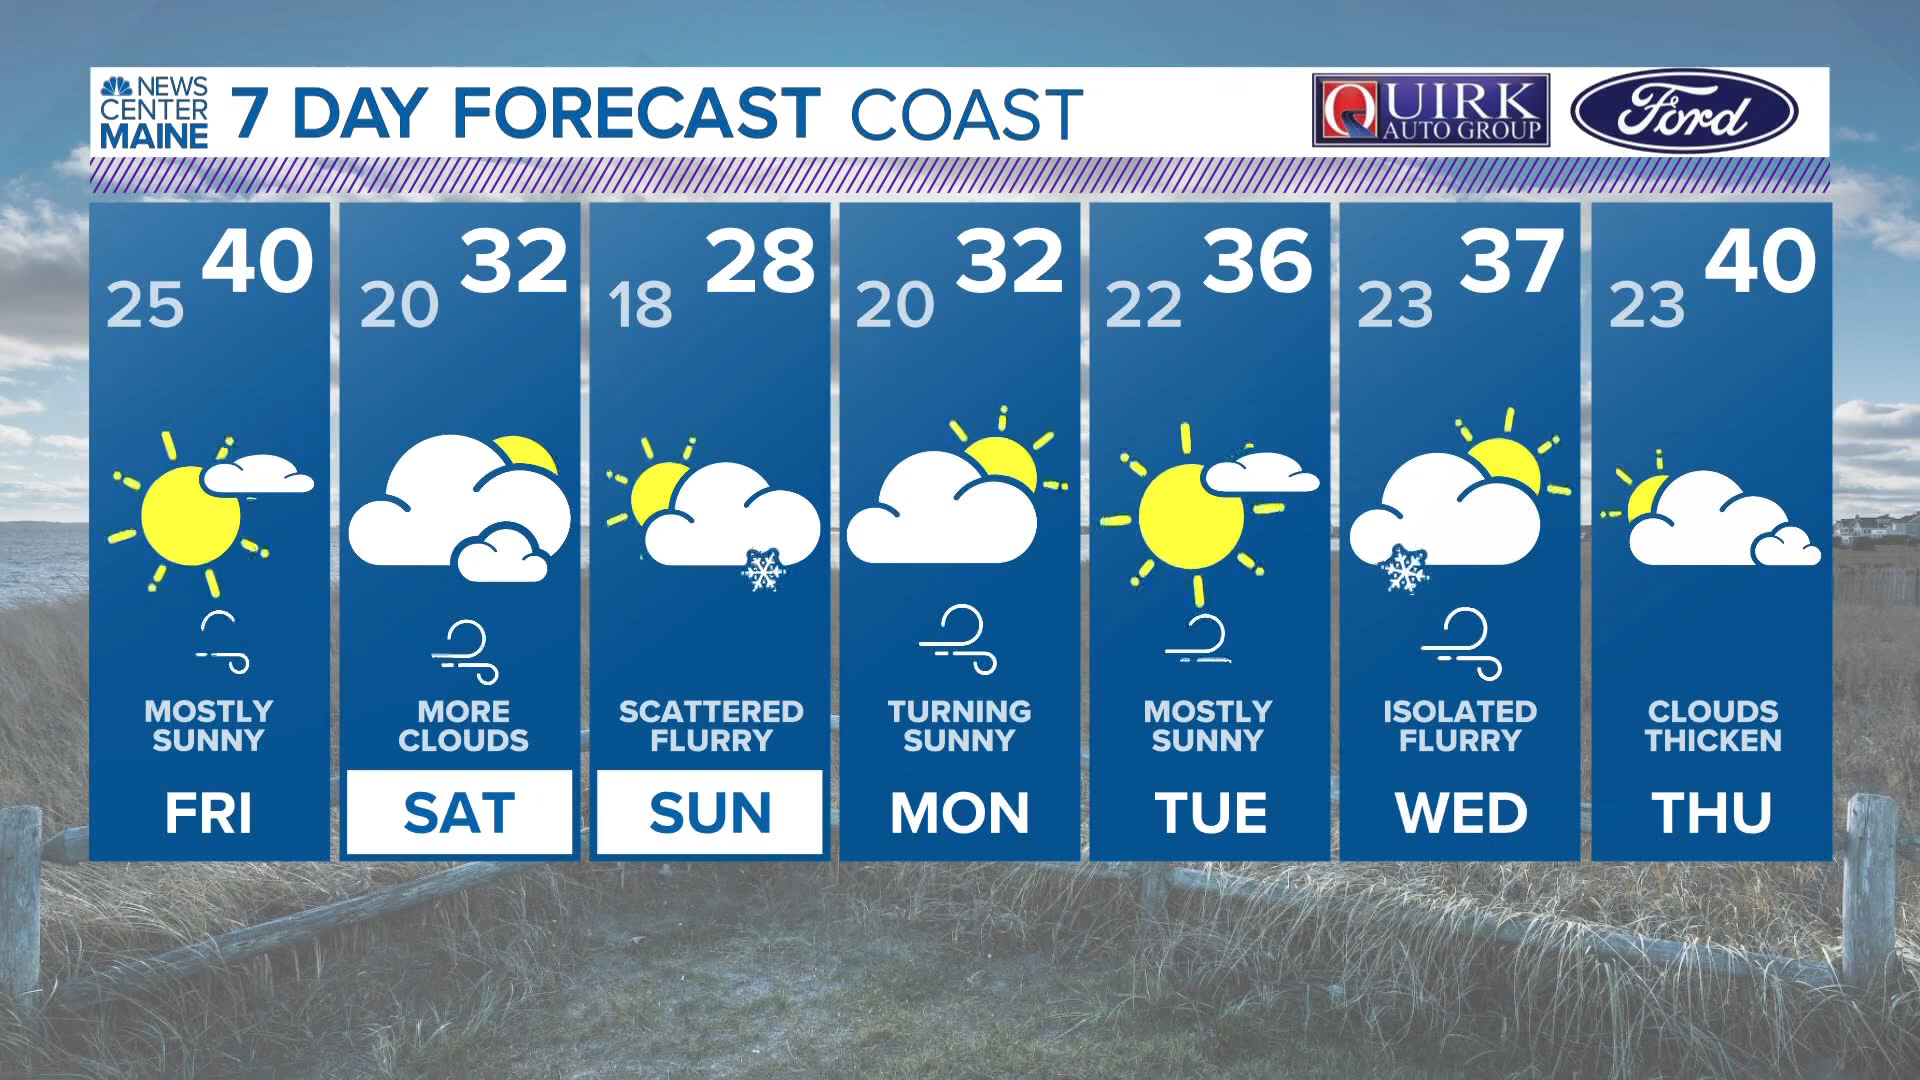 NEWS
CENTER
MAINE
7 DAY FORECAST COAST
QUIRK
AUTO GROUP
Ford
25 40
MOSTLY
SUNNY
FRI
20 32
MORE
CLOUDS
SAT
18 28
SCATTERED
FLURRY
SUN
20 32
TURNING
SUNNY
MON
22 36
MOSTLY
SUNNY
TUE
23 37
ISOLATED
FLURRY
WED
23 40
CLOUDS
THICKEN
THU